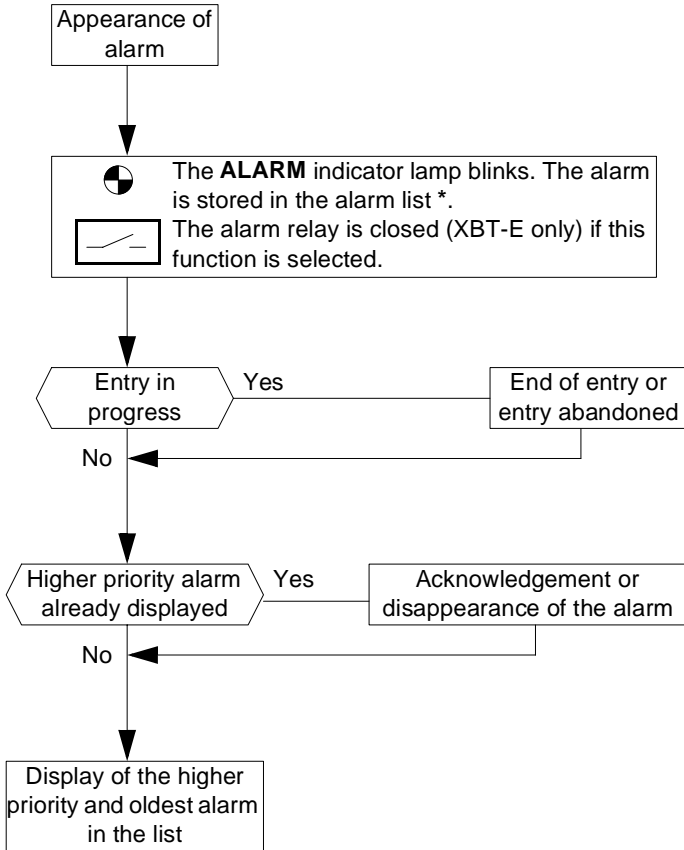 Appearance of
alarm
The ALARM indicator lamp blinks. The alarm
is stored in the alarm list *.
The alarm relay is closed (XBT-E only) if this
function is selected.
Entry in
progress
Yes
End of entry or
entry abandoned
No
Higher priority alarm
already displayed
Yes
Acknowledgement or
disappearance of the alarm
No
Display of the higher
priority and oldest alarm
in the list